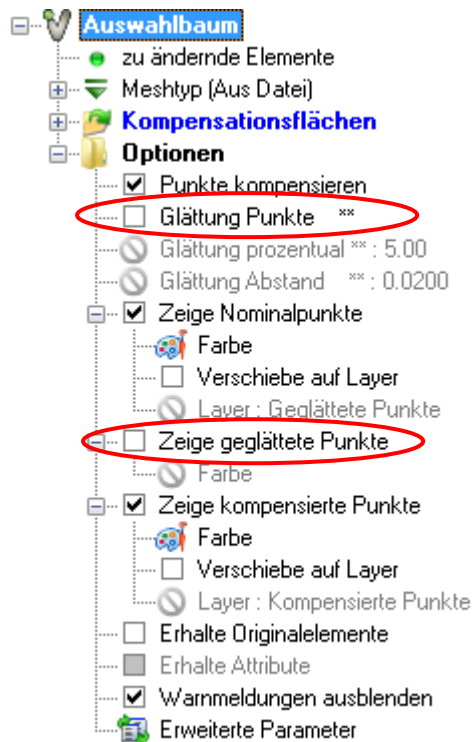 Auswahlbaum
zu ändernde Elemente
Meshtyp (Aus Datei)
Kompensationsflächen
Optionen
Punkte kompensieren
Glättung Punkte **
Glättung prozentual ** : 5.00
Glättung Abstand ** : 0.0200
Zeige Nominalpunkte
Farbe
Verschiebe auf Layer
Layer : Geglättete Punkte
Zeige geglättete Punkte
Farbe
Zeige kompensierte Punkte
Farbe
Verschiebe auf Layer
Layer : Kompensierte Punkte
Erhalte Originalelemente
Erhalte Attribute
Warnmeldungen ausblenden
Erweiterte Parameter